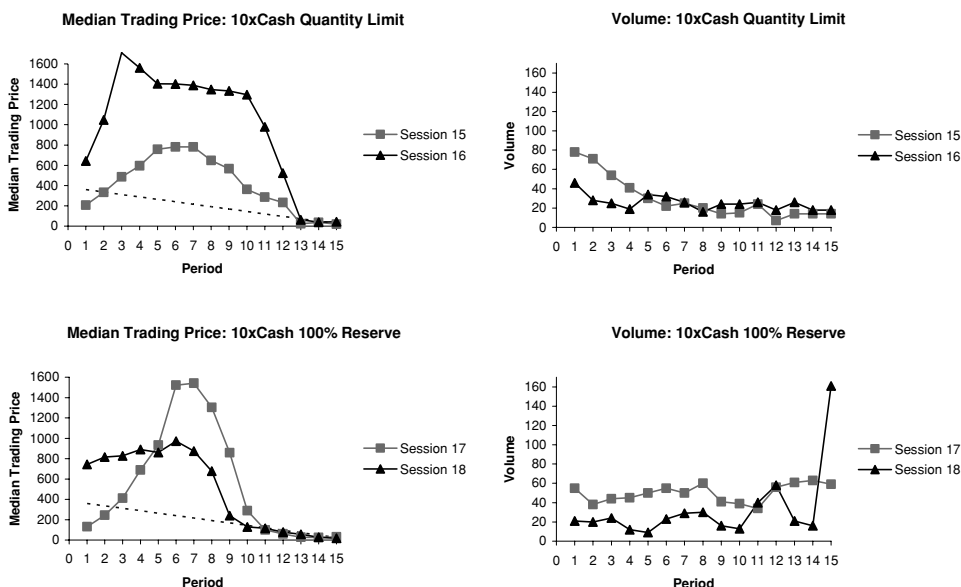 Median Trading Price: 10xCash Quantity Limit
Median Trading Price
1600
1400
1200
1000
800
600
400
200
0
0 1 2 3 4 5 6 7 8 9 10 11 12 13 14 15
Period
Session 15
Session 16
Volume: 10xCash Quantity Limit
Volume
160
140
120
100
80
60
40
20
0
0 1 2 3 4 5 6 7 8 9 10 11 12 13 14 15
Period
Session 15
Session 16
Median Trading Price: 10xCash 100% Reserve
Median Trading Price
1600
1400
1200
1000
800
600
400
200
0
0 1 2 3 4 5 6 7 8 9 10 11 12 13 14 15
Period
Session 17
Session 18
Volume: 10xCash 100% Reserve
Volume
160
140
120
100
80
60
40
20
0
0 1 2 3 4 5 6 7 8 9 10 11 12 13 14 15
Period
Session 17
Session 18